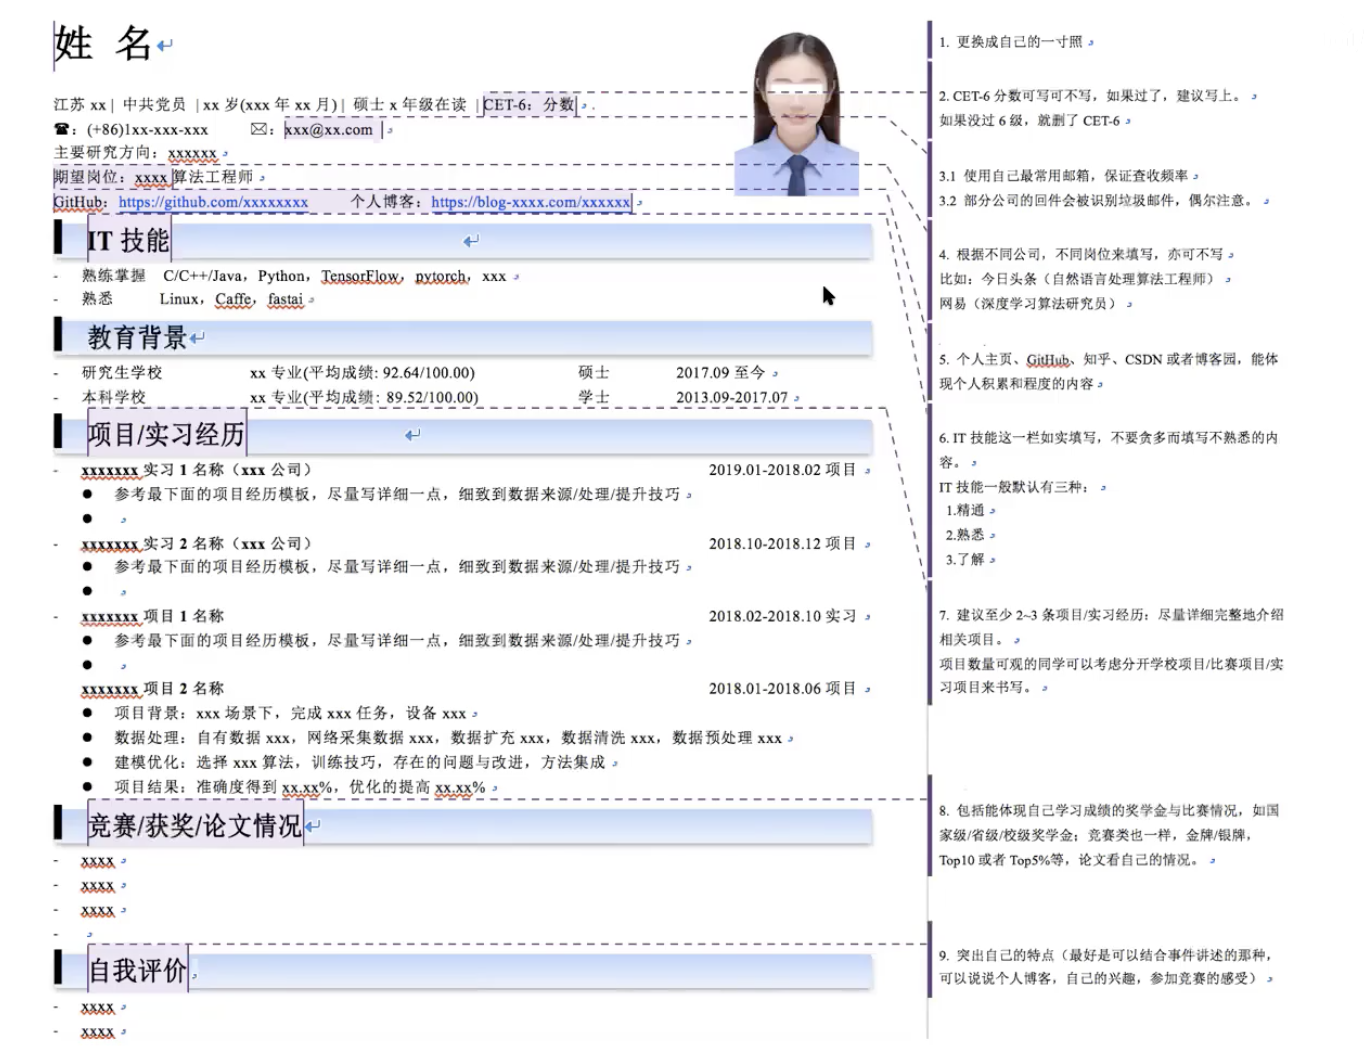 姓 名
江苏 xx | 中共党员 | xx 岁(xxx 年 xx 月) | 硕士 x 年级在读 | CET-6：分数
☎：(+86)1xx-xxx-xxx ✉：xxx@xx.com |
主要研究方向：xxxxxx
期望岗位：xxxx 算法工程师
GitHub：https://github.com/xxxxxxxx 个人博客：https://blog-xxxx.com/xxxxxx
IT 技能
- 熟练掌握 C/C++/Java，Python，TensorFlow，pytorch，xxx
- 熟悉 Linux，Caffe，fastai
教育背景
- 研究生学校 xx 专业(平均成绩: 92.64/100.00) 硕士 2017.09 至今
- 本科学校 xx 专业(平均成绩：89.52/100.00) 学士 2013.09-2017.07
项目/实习经历
- xxxxxxx 实习 1 名称（xxx 公司） 2019.01-2018.02 项目
● 参考最下面的项目经历模板，尽量写详细一点，细致到数据来源/处理/提升技巧
●
- xxxxxxx 实习 2 名称（xxx 公司） 2018.10-2018.12 项目
● 参考最下面的项目经历模板，尽量写详细一点，细致到数据来源/处理/提升技巧
●
- xxxxxxx 项目 1 名称 2018.02-2018.10 实习
● 参考最下面的项目经历模板，尽量写详细一点，细致到数据来源/处理/提升技巧
●
xxxxxxx 项目 2 名称 2018.01-2018.06 项目
● 项目背景：xxx 场景下，完成 xxx 任务，设备 xxx
● 数据处理：自有数据 xxx，网络采集数据 xxx，数据扩充 xxx，数据清洗 xxx，数据预处理 xxx
● 建模优化：选择 xxx 算法，训练技巧，存在的问题与改进，方法集成
● 项目结果：准确度得到 xx.xx%，优化的提高 xx.xx%
竞赛/获奖/论文情况
- xxxx
- xxxx
- xxxx
-
自我评价
- xxxx
- xxxx
1. 更换成自己的一寸照
2. CET-6 分数可写可不写，如果过了，建议写上。
如果没过 6 级，就删了 CET-6
3.1 使用自己最常用邮箱，保证查收频率
3.2 部分公司的回件会被识别垃圾邮件，偶尔注意。
4. 根据不同公司，不同岗位来填写，亦可不写
比如：今日头条（自然语言处理算法工程师）
网易（深度学习算法研究员）
5. 个人主页、GitHub、知乎、CSDN 或者博客园，能体
现个人积累和程度的内容
6. IT 技能这一栏如实填写，不要贪多而填写不熟悉的内
容。
IT 技能一般默认有三种：
1.精通
2.熟悉
3.了解
7. 建议至少 2~3 条项目/实习经历：尽量详细完整地介绍
相关项目。
项目数量可观的同学可以考虑分开学校项目/比赛项目/实
习项目来书写。
8. 包括能体现自己学习成绩的奖学金与比赛情况，如国
家级/省级/校级奖学金；竞赛类也一样，金牌/银牌，
Top10 或者 Top5%等，论文看自己的情况。
9. 突出自己的特点（最好是可以结合事件讲述的那种，
可以说说个人博客，自己的兴趣，参加竞赛的感受）